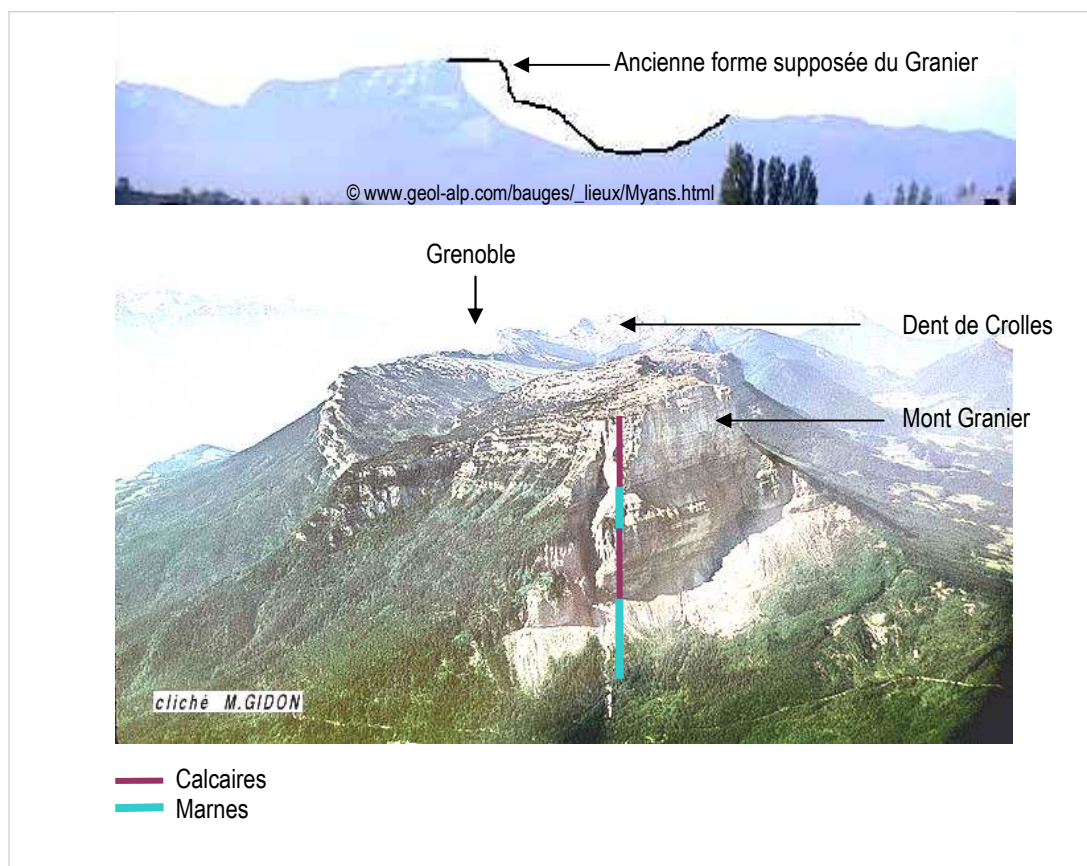 Ancienne forme supposée du Granier
© www.geol-alp.com/bauges/_lieux/Myans.html
Grenoble
Dent de Crolles
Mont Granier
cliché M.GIDON
Calcaires
Marnes